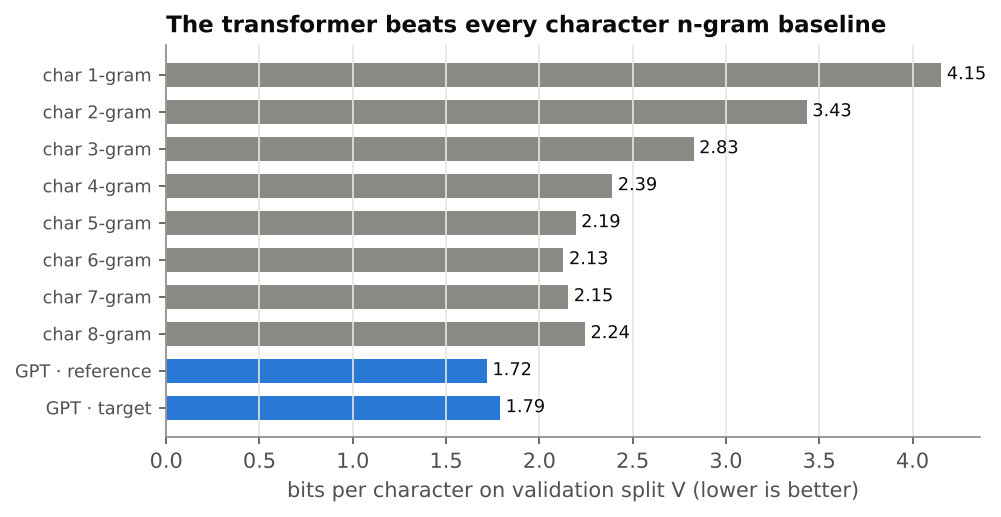 The transformer beats every character n-gram baseline
char 1-gram 4.15
char 2-gram 3.43
char 3-gram 2.83
char 4-gram 2.39
char 5-gram 2.19
char 6-gram 2.13
char 7-gram 2.15
char 8-gram 2.24
GPT · reference 1.72
GPT · target 1.79
0.0 0.5 1.0 1.5 2.0 2.5 3.0 3.5 4.0
bits per character on validation split V (lower is better)